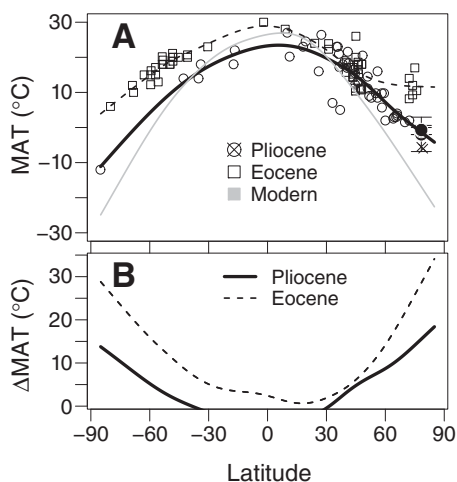 A
MAT (°C)
30
10
−10
−30
Pliocene
Eocene
Modern
B
ΔMAT (°C)
30
20
10
0
Pliocene
Eocene
−90
−60
−30
0
30
60
90
Latitude